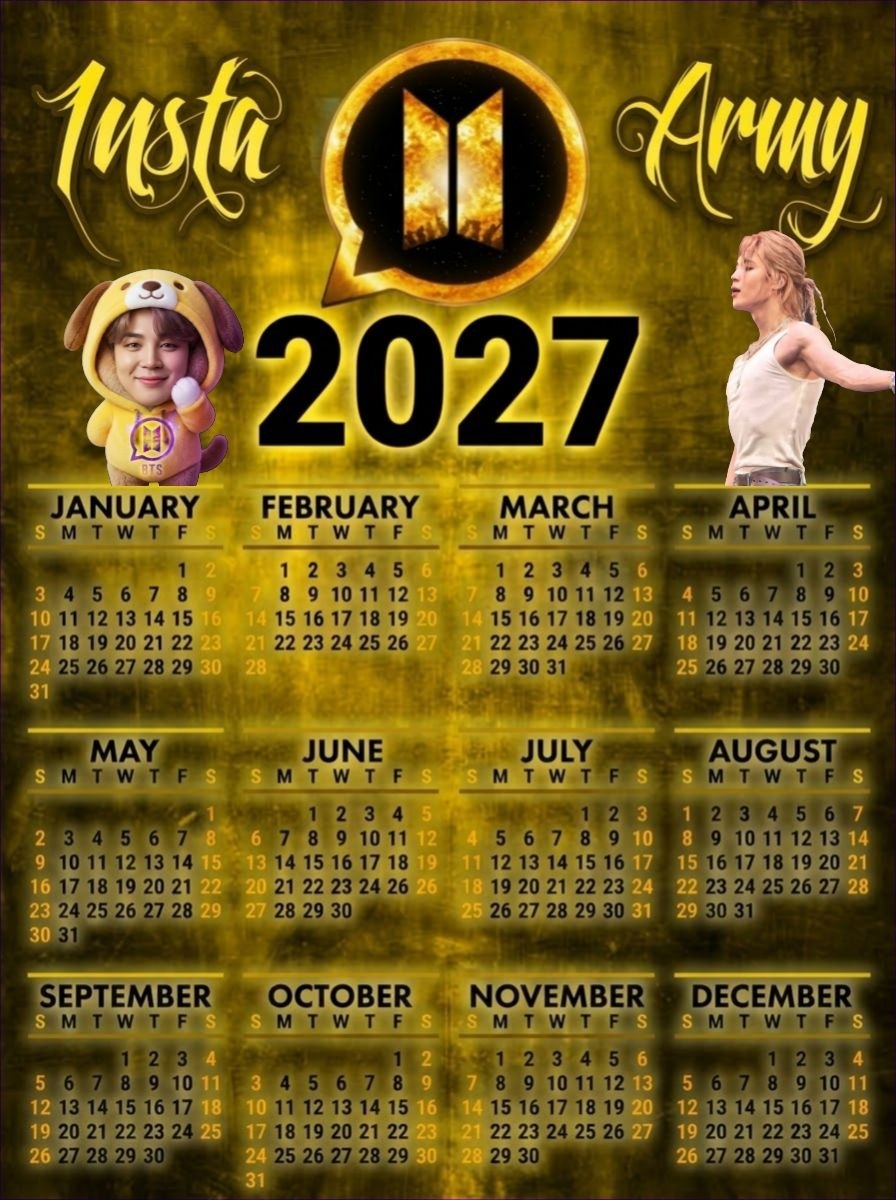 Insta Army
BTS
2027
JANUARY FEBRUARY MARCH APRIL
S M T W T F S S M T W T F S S M T W T F S S M T W T F S
1 2 1 2 3 4 5 6 1 2 3 4 5 6 1 2 3
3 4 5 6 7 8 9 7 8 9 10 11 12 13 7 8 9 10 11 12 13 4 5 6 7 8 9 10
10 11 12 13 14 15 16 14 15 16 17 18 19 20 14 15 16 17 18 19 20 11 12 13 14 15 16 17
17 18 19 20 21 22 23 21 22 23 24 25 26 27 21 22 23 24 25 26 27 18 19 20 21 22 23 24
24 25 26 27 28 29 30 28 28 29 30 31 25 26 27 28 29 30
31
MAY JUNE JULY AUGUST
S M T W T F S S M T W T F S S M T W T F S S M T W T F S
1 1 2 3 4 5 1 2 3 1 2 3 4 5 6 7
2 3 4 5 6 7 8 6 7 8 9 10 11 12 4 5 6 7 8 9 10 8 9 10 11 12 13 14
9 10 11 12 13 14 15 13 14 15 16 17 18 19 11 12 13 14 15 16 17 15 16 17 18 19 20 21
16 17 18 19 20 21 22 20 21 22 23 24 25 26 18 19 20 21 22 23 24 22 23 24 25 26 27 28
23 24 25 26 27 28 29 27 28 29 30 25 26 27 28 29 30 31 29 30 31
30 31
SEPTEMBER OCTOBER NOVEMBER DECEMBER
S M T W T F S S M T W T F S S M T W T F S S M T W T F S
1 2 3 4 1 2 1 2 3 4 5 6 1 2 3 4
5 6 7 8 9 10 11 3 4 5 6 7 8 9 7 8 9 10 11 12 13 5 6 7 8 9 10 11
12 13 14 15 16 17 18 10 11 12 13 14 15 16 14 15 16 17 18 19 20 12 13 14 15 16 17 18
19 20 21 22 23 24 25 17 18 19 20 21 22 23 21 22 23 24 25 26 27 19 20 21 22 23 24 25
26 27 28 29 30 24 25 26 27 28 29 30 28 29 30 26 27 28 29 30 31
31